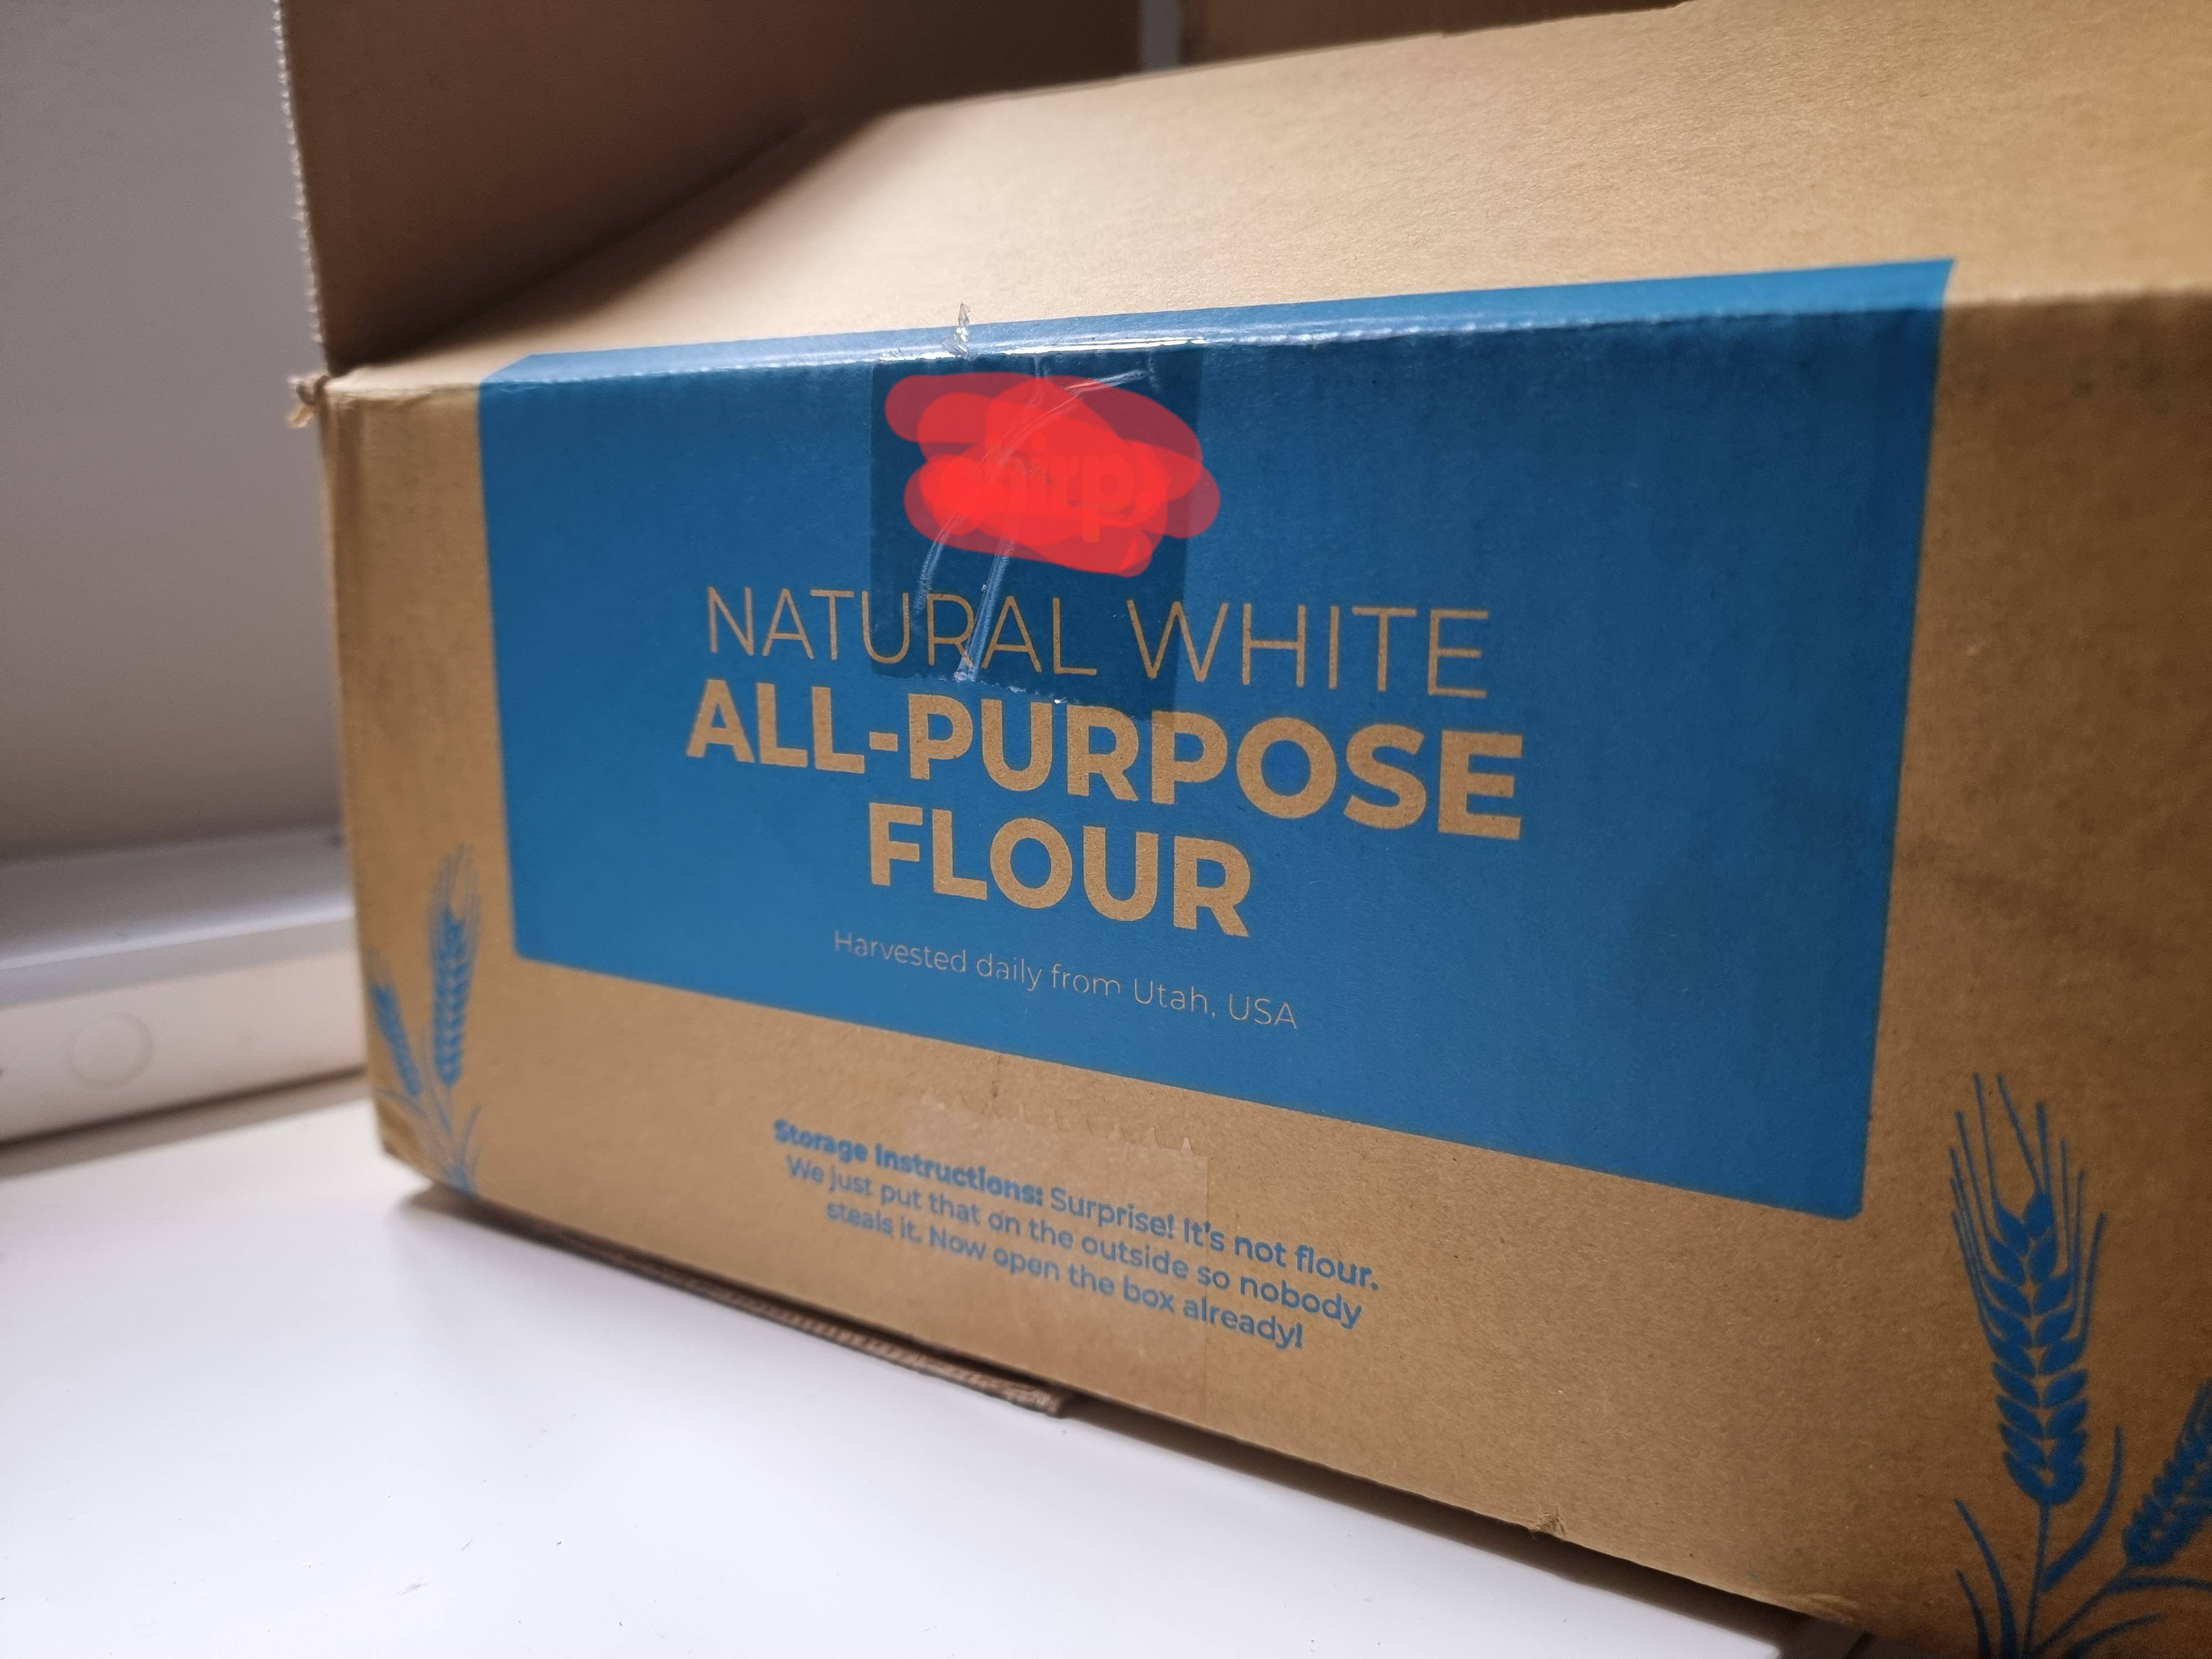 NATURAL WHITE
ALL-PURPOSE
FLOUR
Harvested daily from Utah, USA
Storage Instructions: Surprise! It's not flour.
We just put that on the outside so nobody
steals it. Now open the box already!